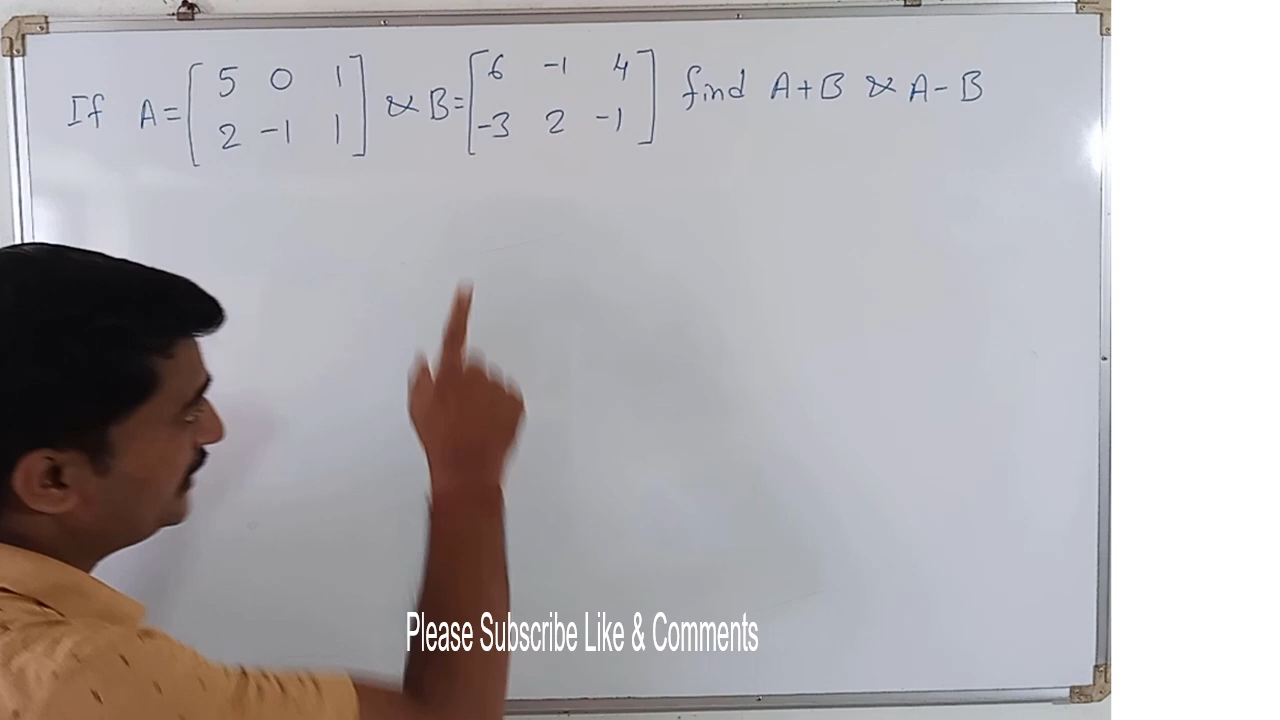 If A = [ 5 0 1 ] & B = [ 6 -1 4 ] find A+B & A-B
[ 2 -1 1 ] [ -3 2 -1 ]
Please Subscribe Like & Comments